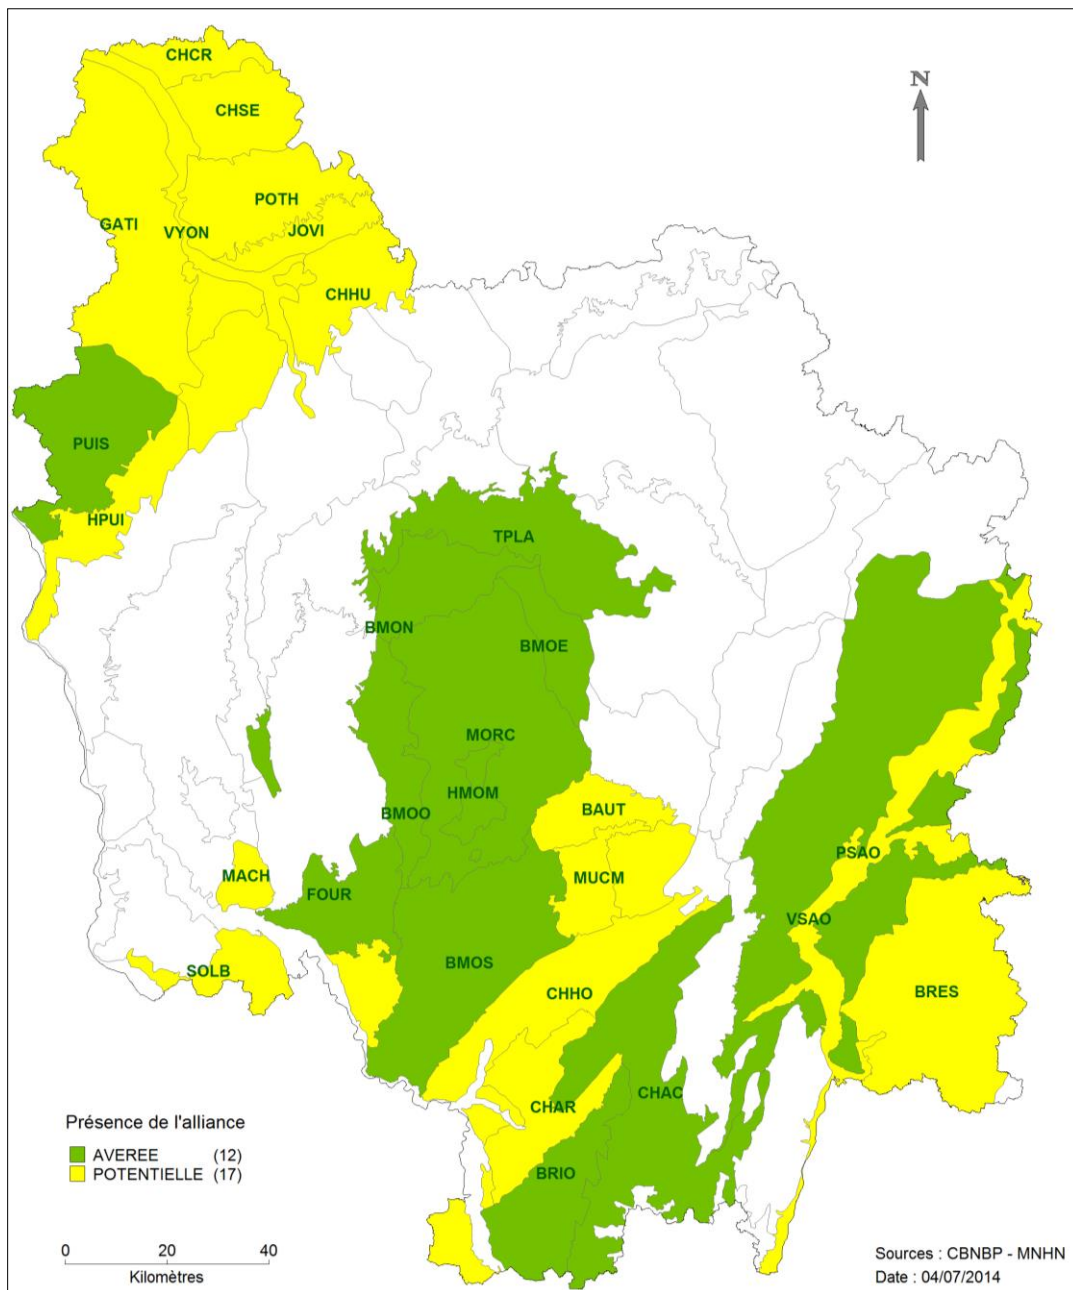 CHCR
N
CHSE
POTH
GATI
VYON
JOVI
CHHU
PUIS
HPUI
TPLA
BMON
BMOE
MORC
HMOM
BMOO
BAUT
PSAO
MACH
MUCM
FOUR
VSAO
SOLB
BMOS
CHHO
BRES
CHAC
CHAR
BRIO
Présence de l'alliance
AVEREE (12)
POTENTIELLE (17)
0 20 40
Kilomètres
Sources : CBNBP - MNHN
Date : 04/07/2014